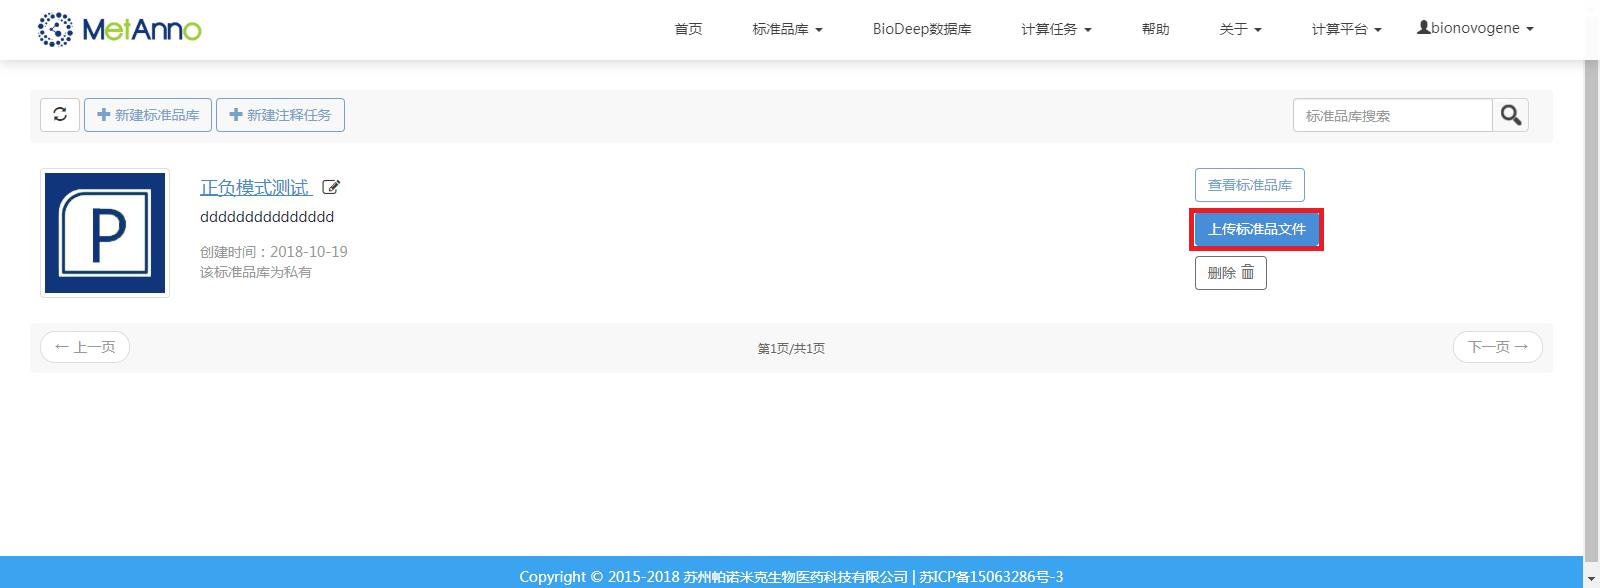 MetAnno 首页 标准品库 BioDeep数据库 计算任务 帮助 关于 计算平台 bionovogene
新建标准品库 新建注释任务 标准品库搜索
P
正负模式测试
ddddddddddddddd
创建时间：2018-10-19
该标准品库为私有
查看标准品库
上传标准品文件
删除
← 上一页 第1页/共1页 下一页 →
Copyright © 2015-2018 苏州帕诺米克生物医药科技有限公司 | 苏ICP备15063286号-3